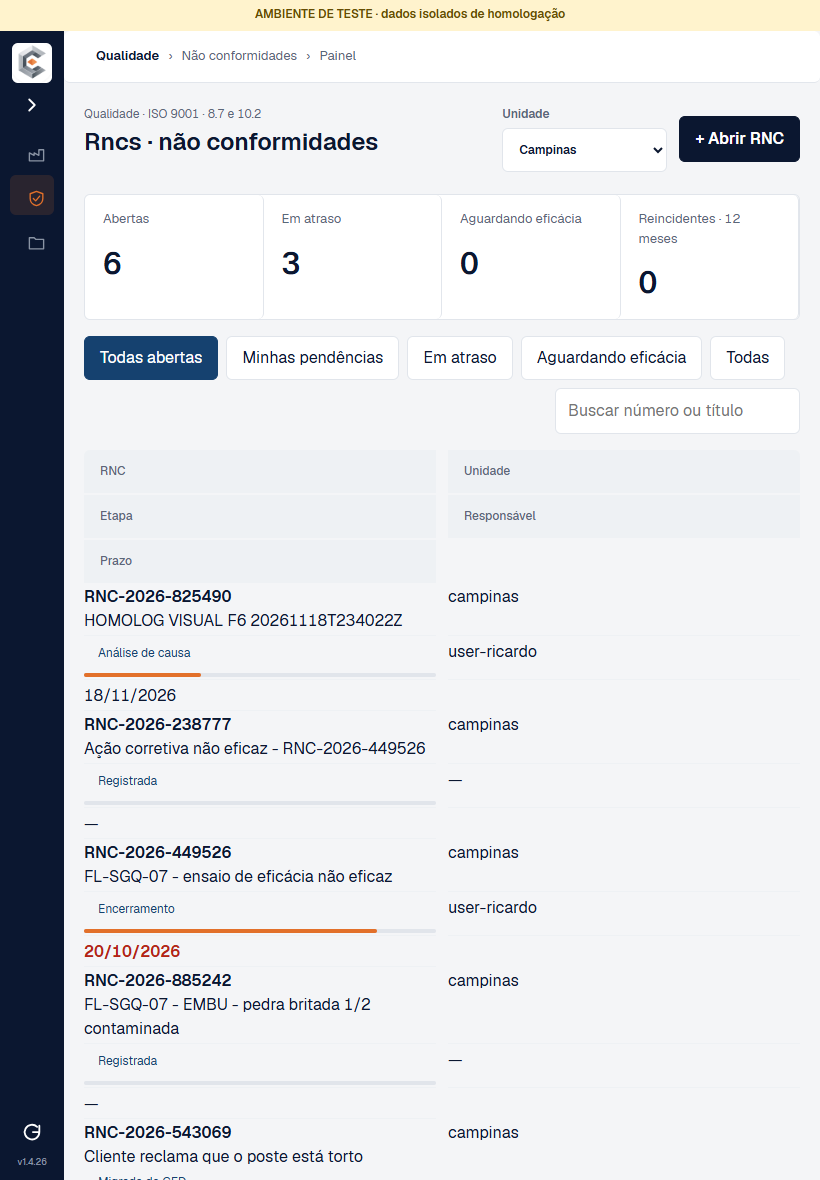 AMBIENTE DE TESTE · dados isolados de homologação
Qualidade › Não conformidades › Painel
Qualidade · ISO 9001 · 8.7 e 10.2
Rncs · não conformidades
Unidade
Campinas
+ Abrir RNC
Abertas
6
Em atraso
3
Aguardando eficácia
0
Reincidentes · 12
meses
0
Todas abertas
Minhas pendências
Em atraso
Aguardando eficácia
Todas
Buscar número ou título
RNC
Unidade
Etapa
Responsável
Prazo
RNC-2026-825490
HOMOLOG VISUAL F6 20261118T234022Z
campinas
Análise de causa
user-ricardo
18/11/2026
RNC-2026-238777
Ação corretiva não eficaz - RNC-2026-449526
campinas
Registrada
—
—
RNC-2026-449526
FL-SGQ-07 - ensaio de eficácia não eficaz
campinas
Encerramento
user-ricardo
20/10/2026
RNC-2026-885242
FL-SGQ-07 - EMBU - pedra britada 1/2
contaminada
campinas
Registrada
—
—
RNC-2026-543069
Cliente reclama que o poste está torto
campinas
Migrado do GED
v1.4.26